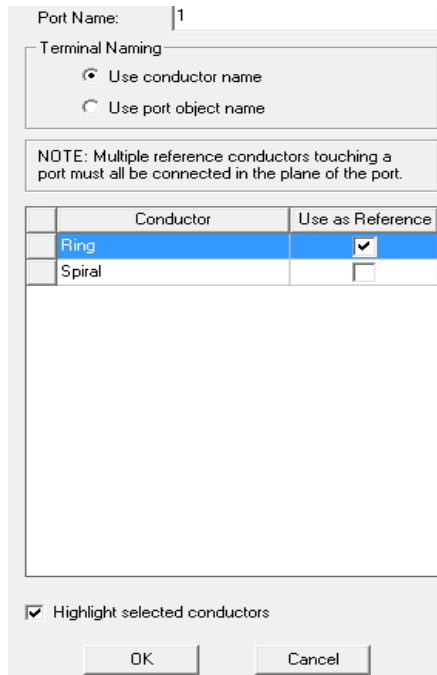 Port Name: 1
Terminal Naming
Use conductor name
Use port object name
NOTE: Multiple reference conductors touching a
port must all be connected in the plane of the port.
Conductor Use as Reference
Ring
Spiral
Highlight selected conductors
OK Cancel